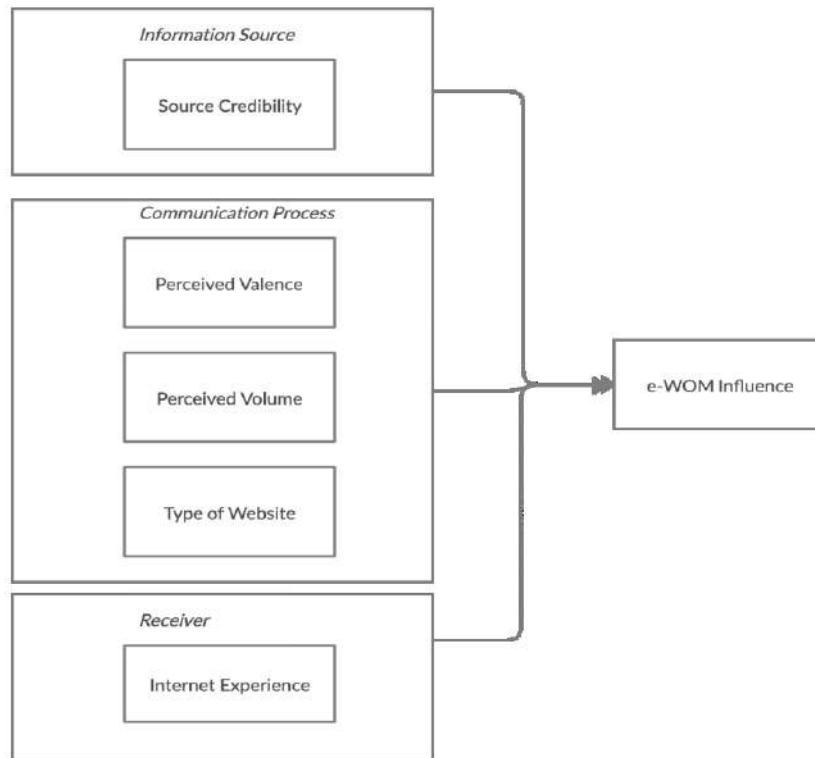 Information Source
Source Credibility
Communication Process
Perceived Valence
Perceived Volume
Type of Website
Receiver
Internet Experience
e-WOM Influence